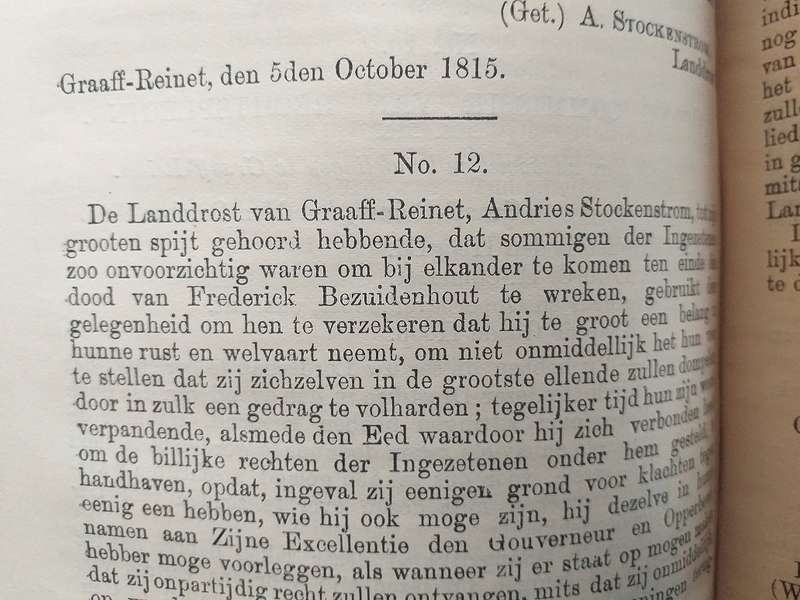 (Get.) A. STOCKENSTROM
Landdrost
Graaff-Reinet, den 5den October 1815.
No. 12.
De Landdrost van Graaff-Reinet, Andries Stockenstrom,
grooten spijt gehoord hebbende, dat sommigen der Ingezetenen
zoo onvoorzichtig waren om bij elkander te komen ten einde
dood van Frederick Bezuidenhout te wreken, gebruikt
gelegenheid om hen te verzekeren dat hij te groot een belang
hunne rust en welvaart neemt, om niet onmiddellijk het hun
te stellen dat zij zichzelven in de grootste ellende zullen
door in zulk een gedrag te volharden; tegelijker tijd hun zijn
verpandende, alsmede den Eed waardoor hij zich verbonden
om de billijke rechten der Ingezetenen onder hem gesteld,
handhaven, opdat, ingeval zij eenigen grond voor klachten
eenig een hebben, wie hij ook moge zijn, hij dezelve in
namen aan Zijne Excellentie den Gouverneur en
hebber moge voorleggen, als wanneer zij er staat op mogen
dat zij onpartijdig recht zullen ontvangen, mits dat zij
indi
nog
van
het
zulle
lied
in g
mits
Lan
lijk
te d
(W